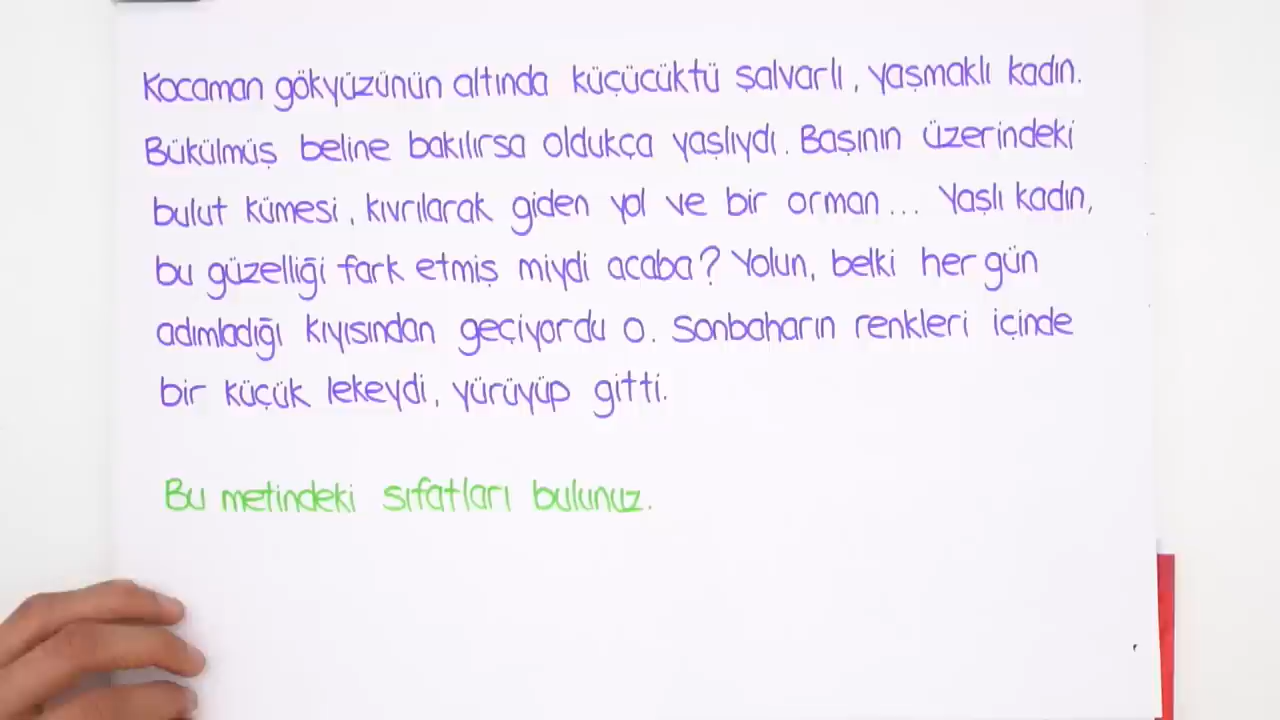 Kocaman gökyüzünün altında küçücüktü şalvarlı, yaşmaklı kadın.
Bükülmüş beline bakılırsa oldukça yaşlıydı. Başının üzerindeki
bulut kümesi, kıvrılarak giden yol ve bir orman... Yaşlı kadın,
bu güzelliği fark etmiş miydi acaba? Yolun, belki her gün
adımladığı kıyısından geçiyordu o. Sonbaharın renkleri içinde
bir küçük lekeydi, yürüyüp gitti.
Bu metindeki sıfatları bulunuz.